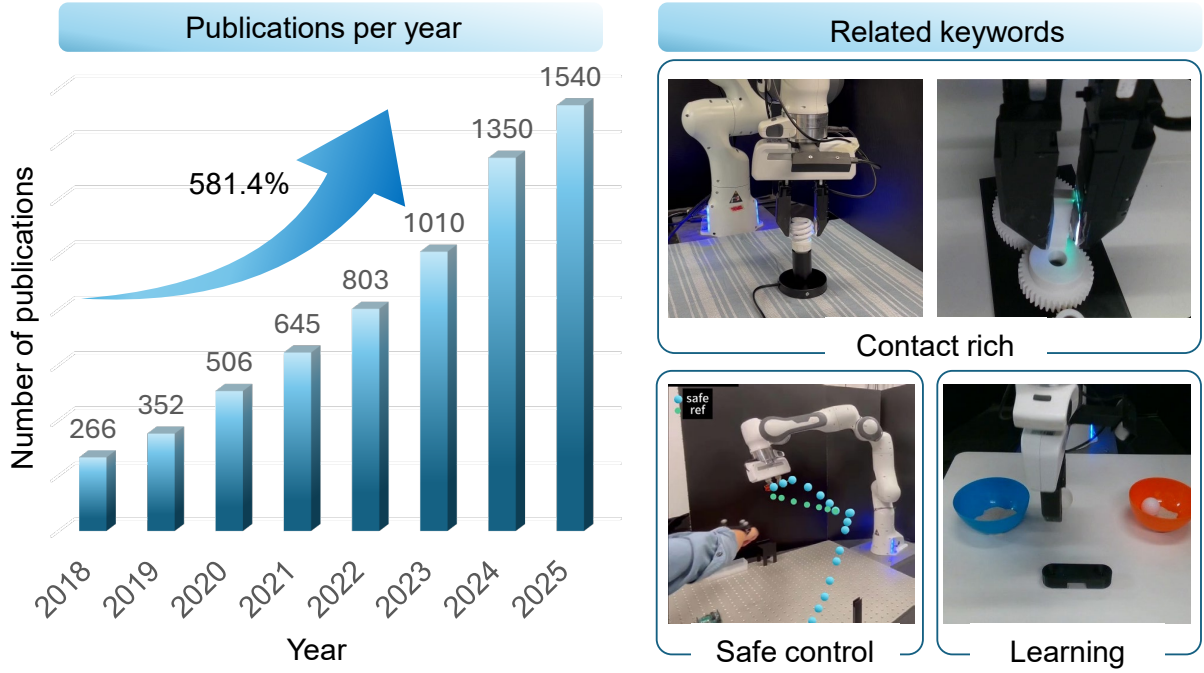 Publications per year
Number of publications
581.4%
266
352
506
645
803
1010
1350
1540
2018
2019
2020
2021
2022
2023
2024
2025
Year
Related keywords
Contact rich
safe
ref
Safe control
Learning